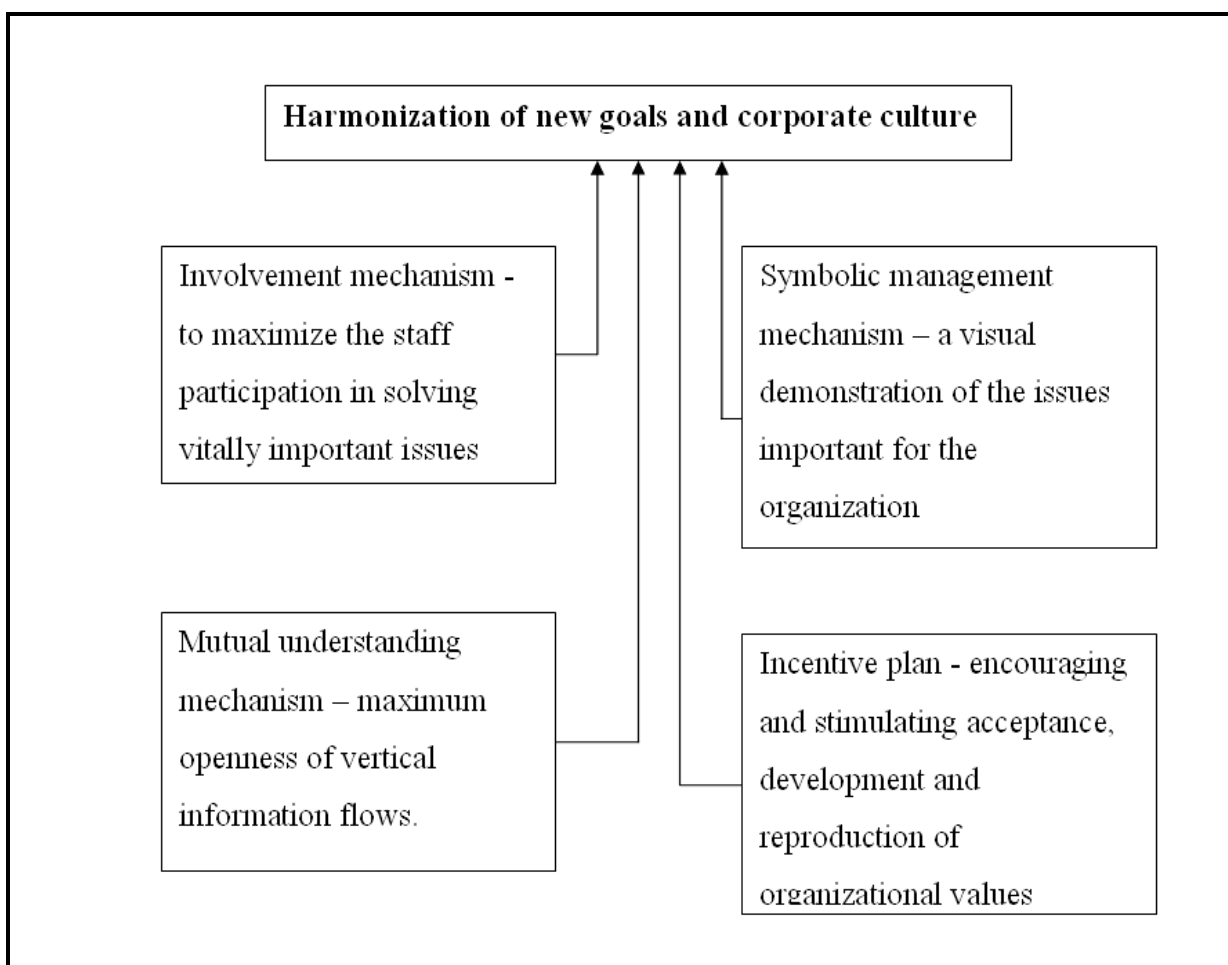 Harmonization of new goals and corporate culture
Involvement mechanism -
to maximize the staff
participation in solving
vitally important issues
Symbolic management
mechanism – a visual
demonstration of the issues
important for the
organization
Mutual understanding
mechanism – maximum
openness of vertical
information flows.
Incentive plan - encouraging
and stimulating acceptance,
development and
reproduction of
organizational values